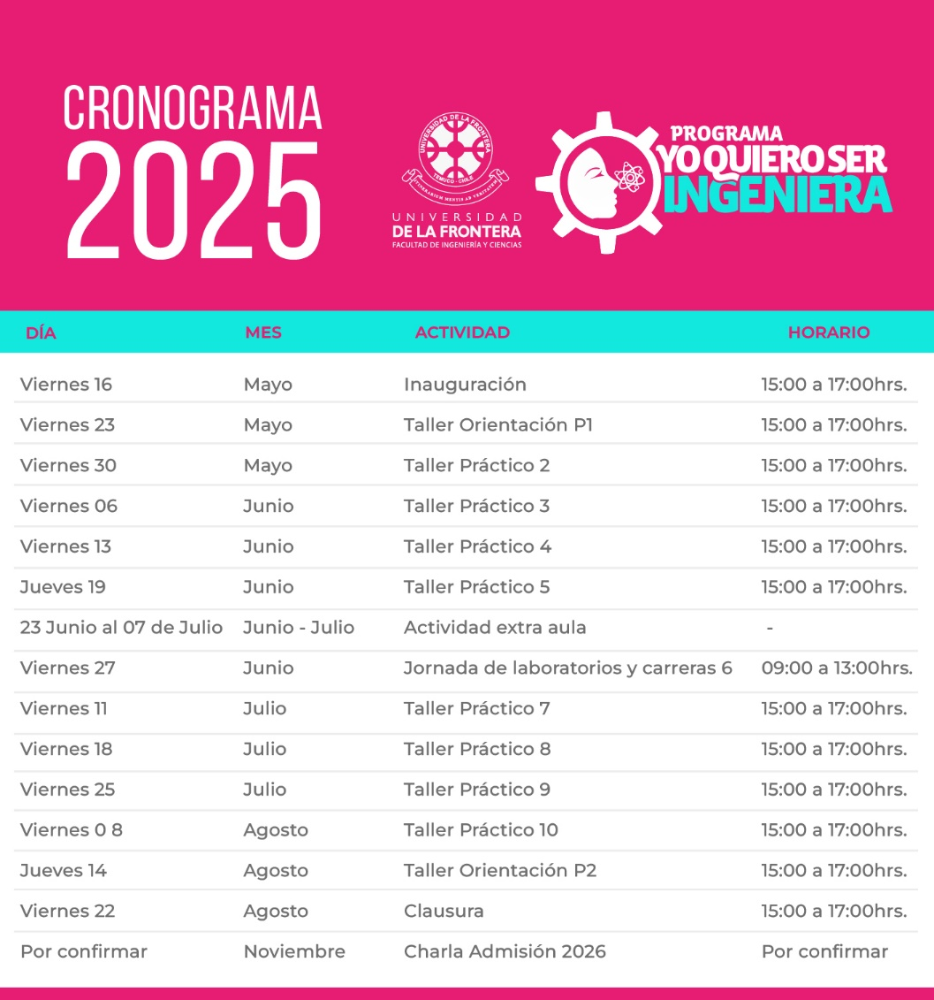 CRONOGRAMA
2025
UNIVERSIDAD DE LA FRONTERA
TEMUCO - CHILE
ITINERARIUM MENTIS AD VERITATEM
UNIVERSIDAD
DE LA FRONTERA
FACULTAD DE INGENIERÍA Y CIENCIAS
PROGRAMA
YO QUIERO SER
INGENIERA
DÍA MES ACTIVIDAD HORARIO
Viernes 16 Mayo Inauguración 15:00 a 17:00hrs.
Viernes 23 Mayo Taller Orientación P1 15:00 a 17:00hrs.
Viernes 30 Mayo Taller Práctico 2 15:00 a 17:00hrs.
Viernes 06 Junio Taller Práctico 3 15:00 a 17:00hrs.
Viernes 13 Junio Taller Práctico 4 15:00 a 17:00hrs.
Jueves 19 Junio Taller Práctico 5 15:00 a 17:00hrs.
23 Junio al 07 de Julio Junio - Julio Actividad extra aula -
Viernes 27 Junio Jornada de laboratorios y carreras 6 09:00 a 13:00hrs.
Viernes 11 Julio Taller Práctico 7 15:00 a 17:00hrs.
Viernes 18 Julio Taller Práctico 8 15:00 a 17:00hrs.
Viernes 25 Julio Taller Práctico 9 15:00 a 17:00hrs.
Viernes 0 8 Agosto Taller Práctico 10 15:00 a 17:00hrs.
Jueves 14 Agosto Taller Orientación P2 15:00 a 17:00hrs.
Viernes 22 Agosto Clausura 15:00 a 17:00hrs.
Por confirmar Noviembre Charla Admisión 2026 Por confirmar